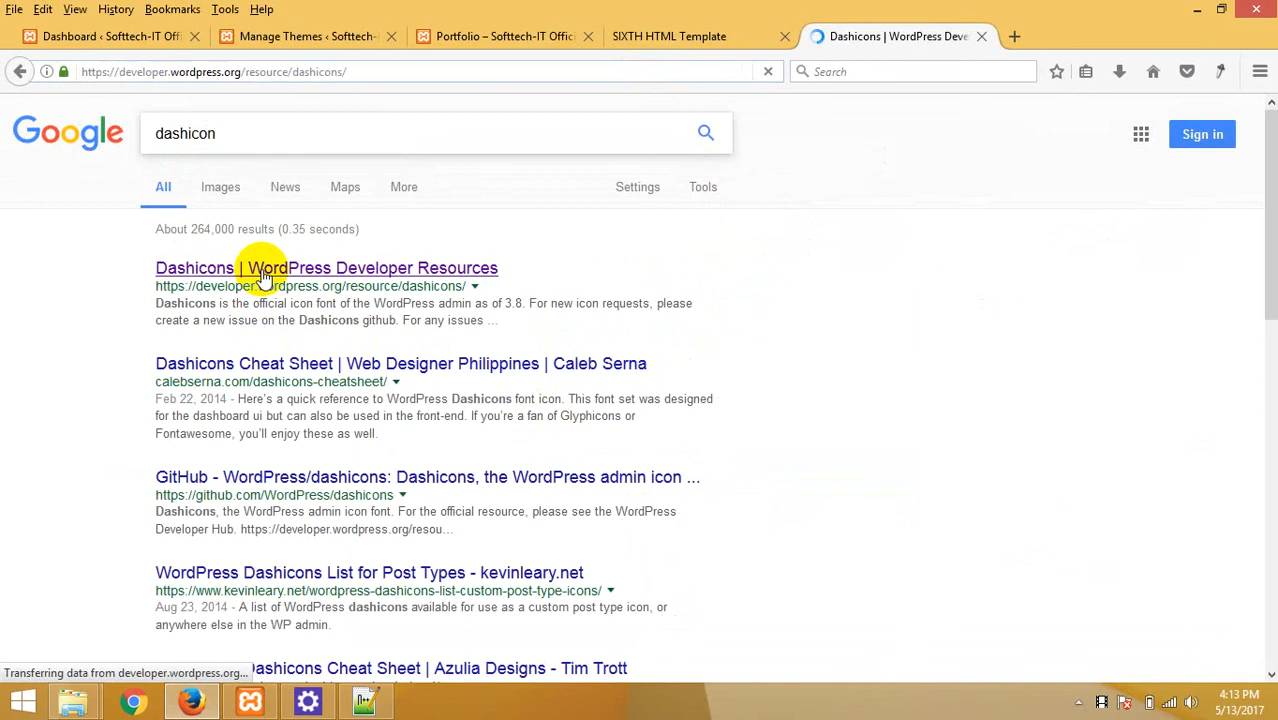 File Edit View History Bookmarks Tools Help
Dashboard ‹ Softtech-IT Offi Manage Themes ‹ Softtech- Portfolio – Softtech-IT Offici SIXTH HTML Template Dashicons | WordPress Deve
https://developer.wordpress.org/resource/dashicons/ Search
Google dashicon Sign in
All Images News Maps More Settings Tools
About 264,000 results (0.35 seconds)
Dashicons | WordPress Developer Resources
https://developer.wordpress.org/resource/dashicons/
Dashicons is the official icon font of the WordPress admin as of 3.8. For new icon requests, please
create a new issue on the Dashicons github. For any issues ...
Dashicons Cheat Sheet | Web Designer Philippines | Caleb Serna
calebserna.com/dashicons-cheatsheet/
Feb 22, 2014 - Here's a quick reference to WordPress Dashicons font icon. This font set was designed
for the dashboard ui but can also be used in the front-end. If you're a fan of Glyphicons or
Fontawesome, you'll enjoy these as well.
GitHub - WordPress/dashicons: Dashicons, the WordPress admin icon ...
https://github.com/WordPress/dashicons
Dashicons, the WordPress admin icon font. For the official resource, please see the WordPress
Developer Hub. https://developer.wordpress.org/resou...
WordPress Dashicons List for Post Types - kevinleary.net
https://www.kevinleary.net/wordpress-dashicons-list-custom-post-type-icons/
Aug 23, 2014 - A list of WordPress dashicons available for use as a custom post type icon, or
anywhere else in the WP admin.
Dashicons Cheat Sheet | Azulia Designs - Tim Trott
Transferring data from developer.wordpress.org...
4:13 PM
5/13/2017